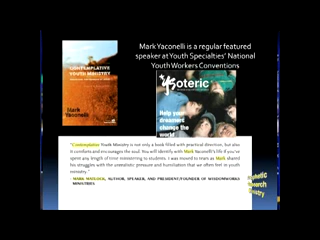 Mark Yaconelli is a regular featured
speaker at Youth Specialties' National
Youth Workers Conventions
CONTEMPLATIVE
YOUTH MINISTRY
Mark
Yaconelli
soteric
Help your
dreamers
change the
world
"Contemplative Youth Ministry is not only a book filled with practical direction, but also
it comforts and encourages the soul. You will identify with Mark Yaconelli's life if you've
spent any length of time ministering to students. I was moved to tears as Mark shared
his struggles with the unrealistic pressure and humiliation that we often feel in youth
ministry."
- MARK MATLOCK, AUTHOR, SPEAKER, AND PRESIDENT/FOUNDER OF WISDOMWORKS
MINISTRIES